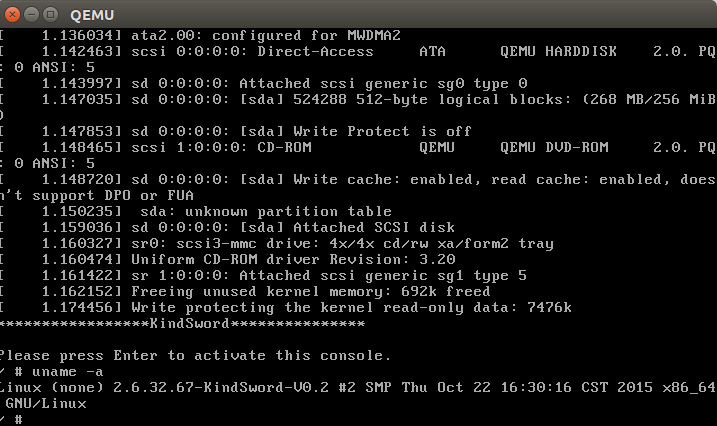 QEMU
[    1.136034] ata2.00: configured for MWDMA2
[    1.142463] scsi 0:0:0:0: Direct-Access     ATA      QEMU HARDDISK    2.0. PQ
: 0 ANSI: 5
[    1.143997] sd 0:0:0:0: Attached scsi generic sg0 type 0
[    1.147035] sd 0:0:0:0: [sda] 524288 512-byte logical blocks: (268 MB/256 MiB
)
[    1.147853] sd 0:0:0:0: [sda] Write Protect is off
[    1.148465] scsi 1:0:0:0: CD-ROM            QEMU     QEMU DVD-ROM     2.0. PQ
: 0 ANSI: 5
[    1.148720] sd 0:0:0:0: [sda] Write cache: enabled, read cache: enabled, does
n't support DPO or FUA
[    1.150235]  sda: unknown partition table
[    1.159036] sd 0:0:0:0: [sda] Attached SCSI disk
[    1.160327] sr0: scsi3-mmc drive: 4x/4x cd/rw xa/form2 tray
[    1.160474] Uniform CD-ROM driver Revision: 3.20
[    1.161422] sr 1:0:0:0: Attached scsi generic sg1 type 5
[    1.162152] Freeing unused kernel memory: 692k freed
[    1.174456] Write protecting the kernel read-only data: 7476k
*****************KindSword***************
Please press Enter to activate this console.
/ # uname -a
Linux (none) 2.6.32.67-KindSword-V0.2 #2 SMP Thu Oct 22 16:30:16 CST 2015 x86_64
 GNU/Linux
/ #